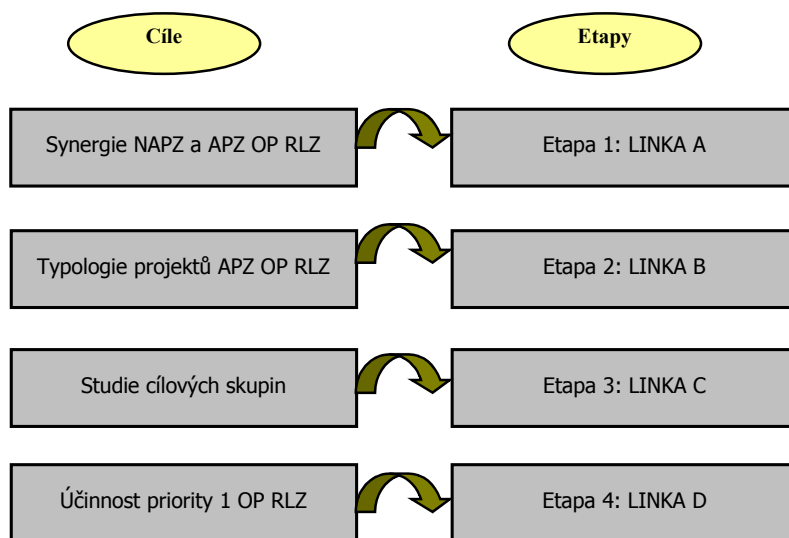 Cíle
Etapy
Synergie NAPZ a APZ OP RLZ
Etapa 1: LINKA A
Typologie projektů APZ OP RLZ
Etapa 2: LINKA B
Studie cílových skupin
Etapa 3: LINKA C
Účinnost priority 1 OP RLZ
Etapa 4: LINKA D